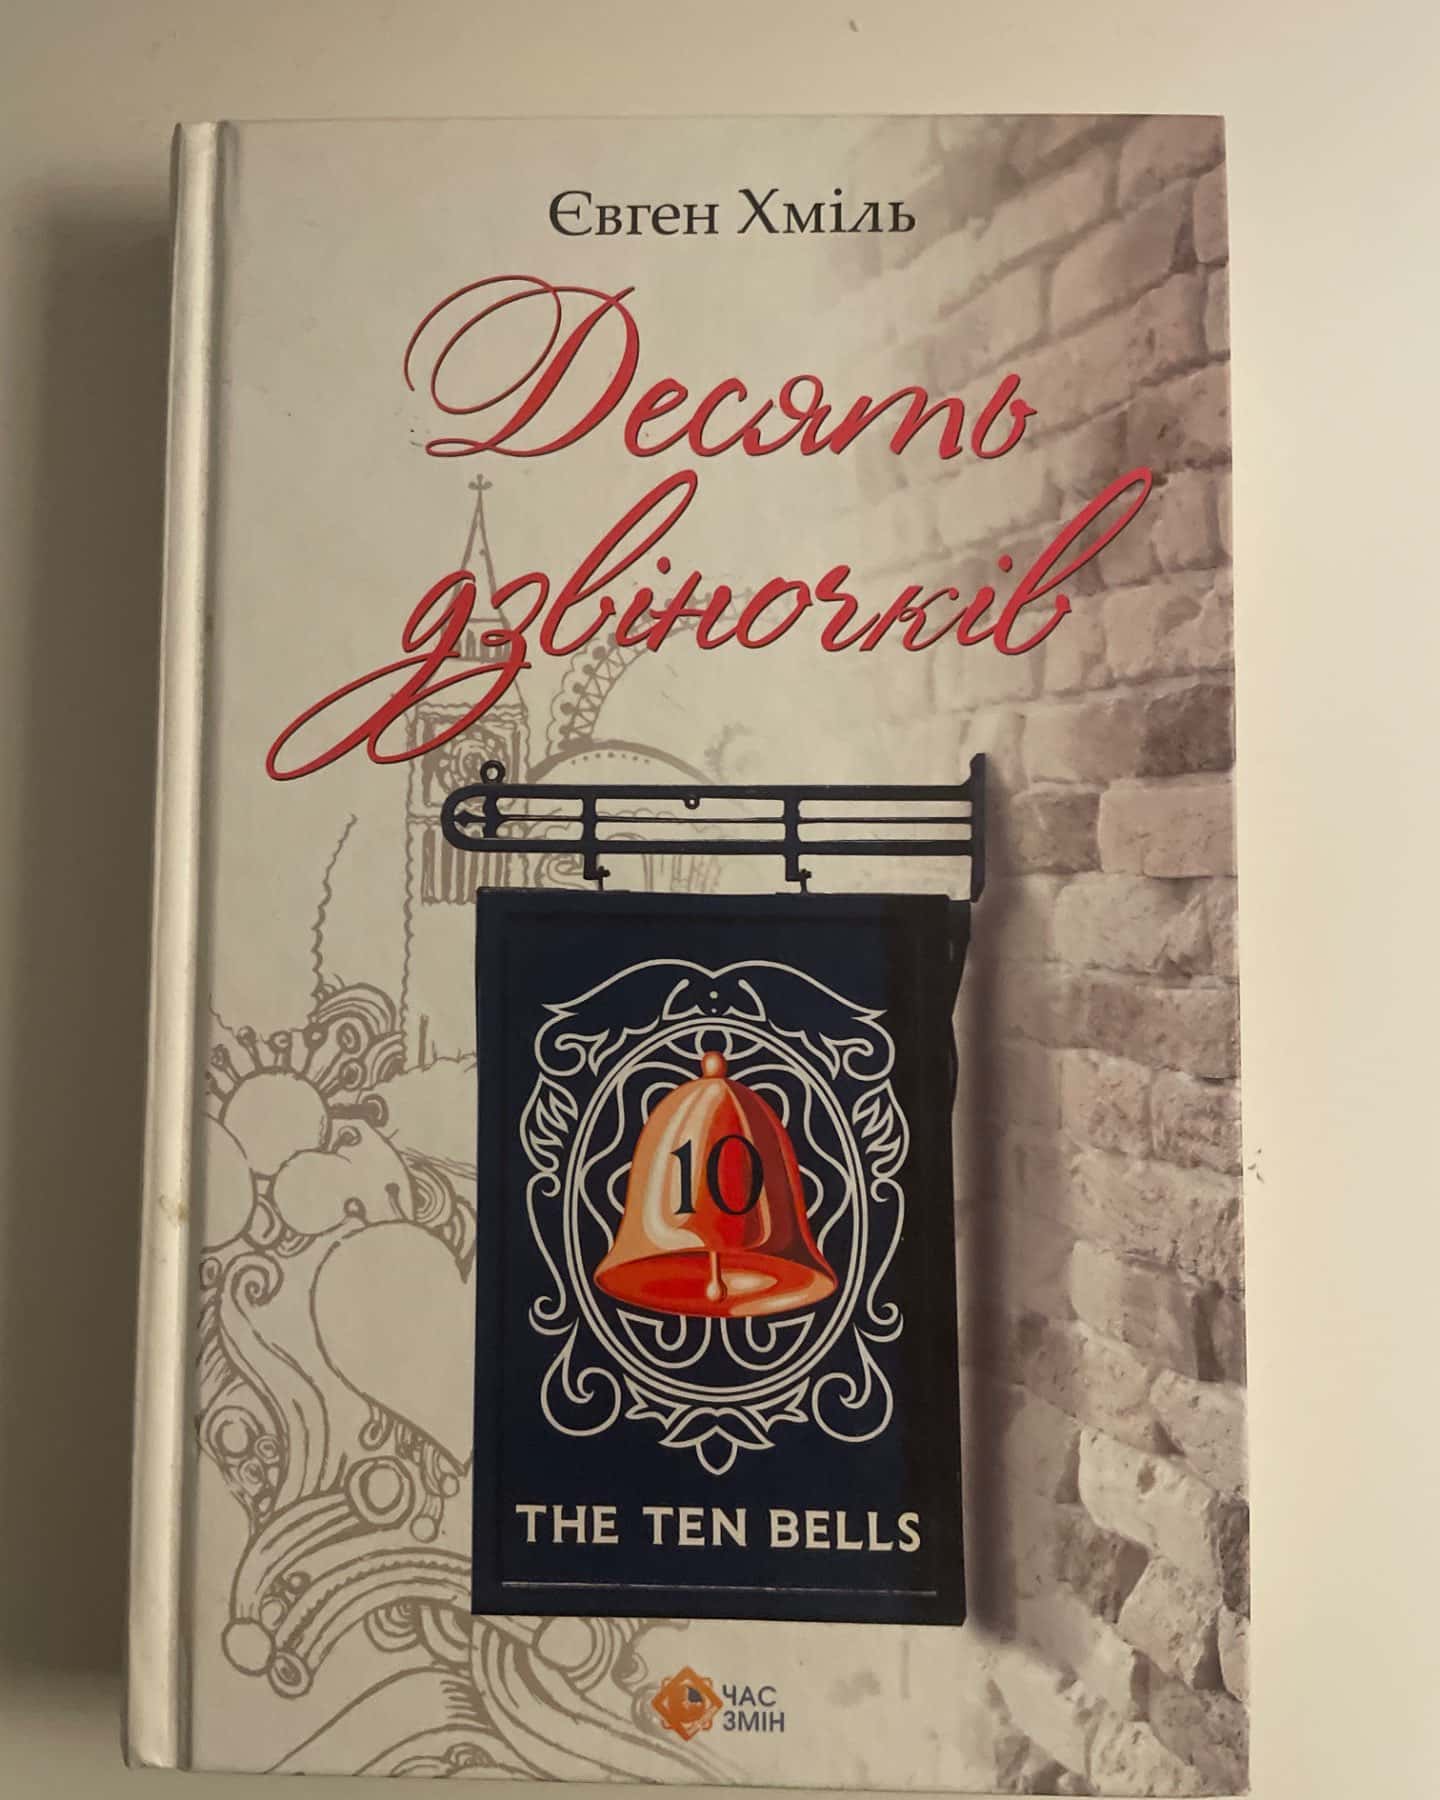 Євген Хміль
Десять
дзвіночків
10
THE TEN BELLS
ЧАС
ЗМІН